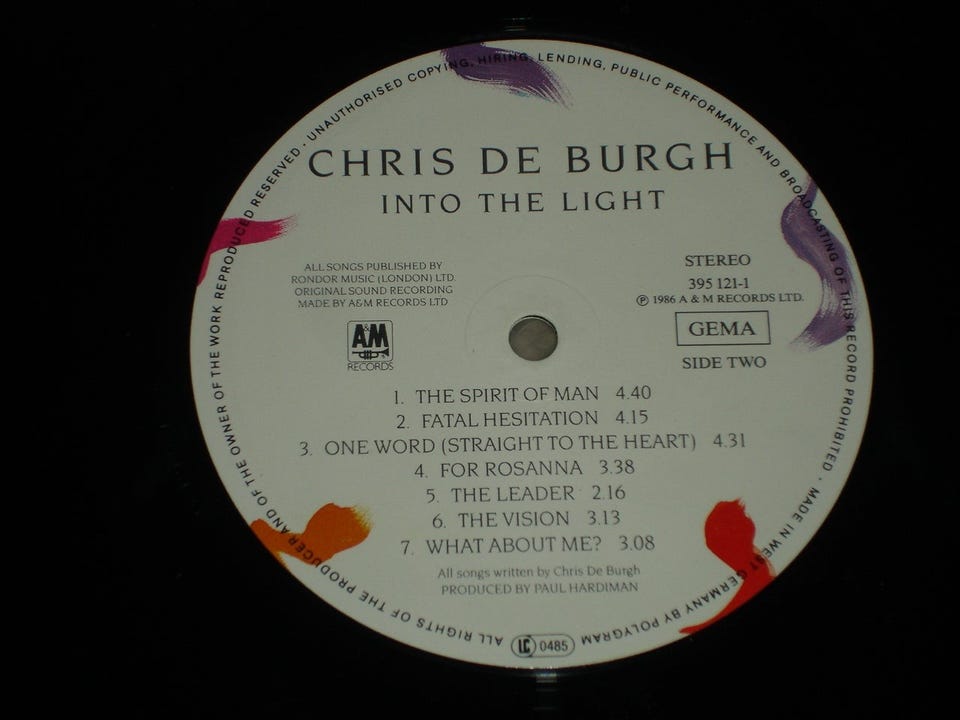 ALL RIGHTS OF THE PRODUCER AND OF THE OWNER OF THE WORK REPRODUCED RESERVED · UNAUTHORISED COPYING, HIRING, LENDING, PUBLIC PERFORMANCE AND BROADCASTING OF THIS RECORD PROHIBITED · MADE IN WEST GERMANY BY POLYGRAM
CHRIS DE BURGH
INTO THE LIGHT
ALL SONGS PUBLISHED BY
RONDOR MUSIC (LONDON) LTD.
ORIGINAL SOUND RECORDING
MADE BY A&M RECORDS LTD
A&M
RECORDS
STEREO
395 121-1
℗ 1986 A & M RECORDS LTD.
GEMA
SIDE TWO
1. THE SPIRIT OF MAN 4.40
2. FATAL HESITATION 4.15
3. ONE WORD (STRAIGHT TO THE HEART) 4.31
4. FOR ROSANNA 3.38
5. THE LEADER 2.16
6. THE VISION 3.13
7. WHAT ABOUT ME? 3.08
All songs written by Chris De Burgh
PRODUCED BY PAUL HARDIMAN
LC 0485